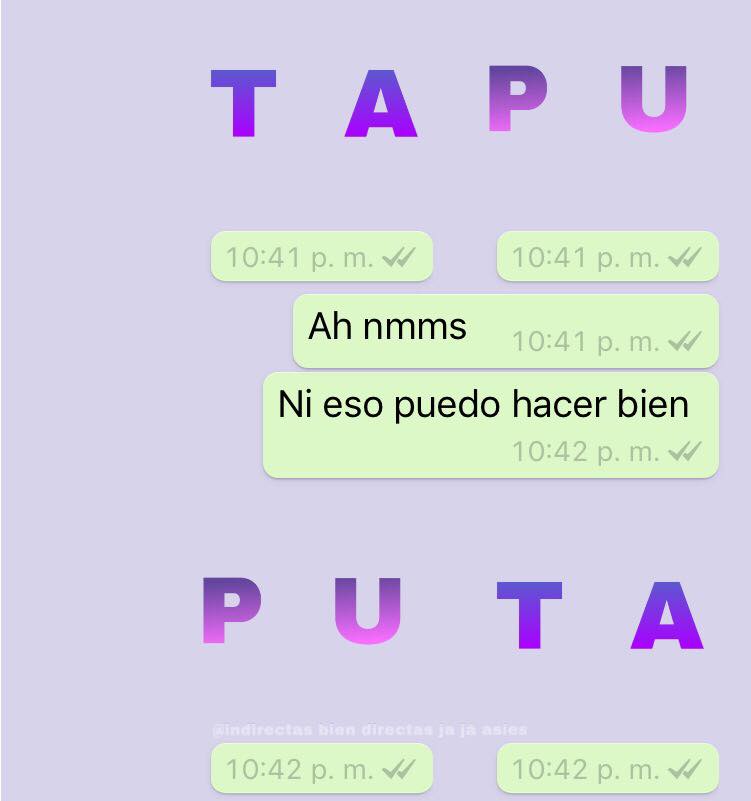 T A P U
10:41 p. m. 10:41 p. m.
Ah nmms 10:41 p. m.
Ni eso puedo hacer bien
10:42 p. m.
P U T A
@indirectas bien directas ja ja asies
10:42 p. m. 10:42 p. m.